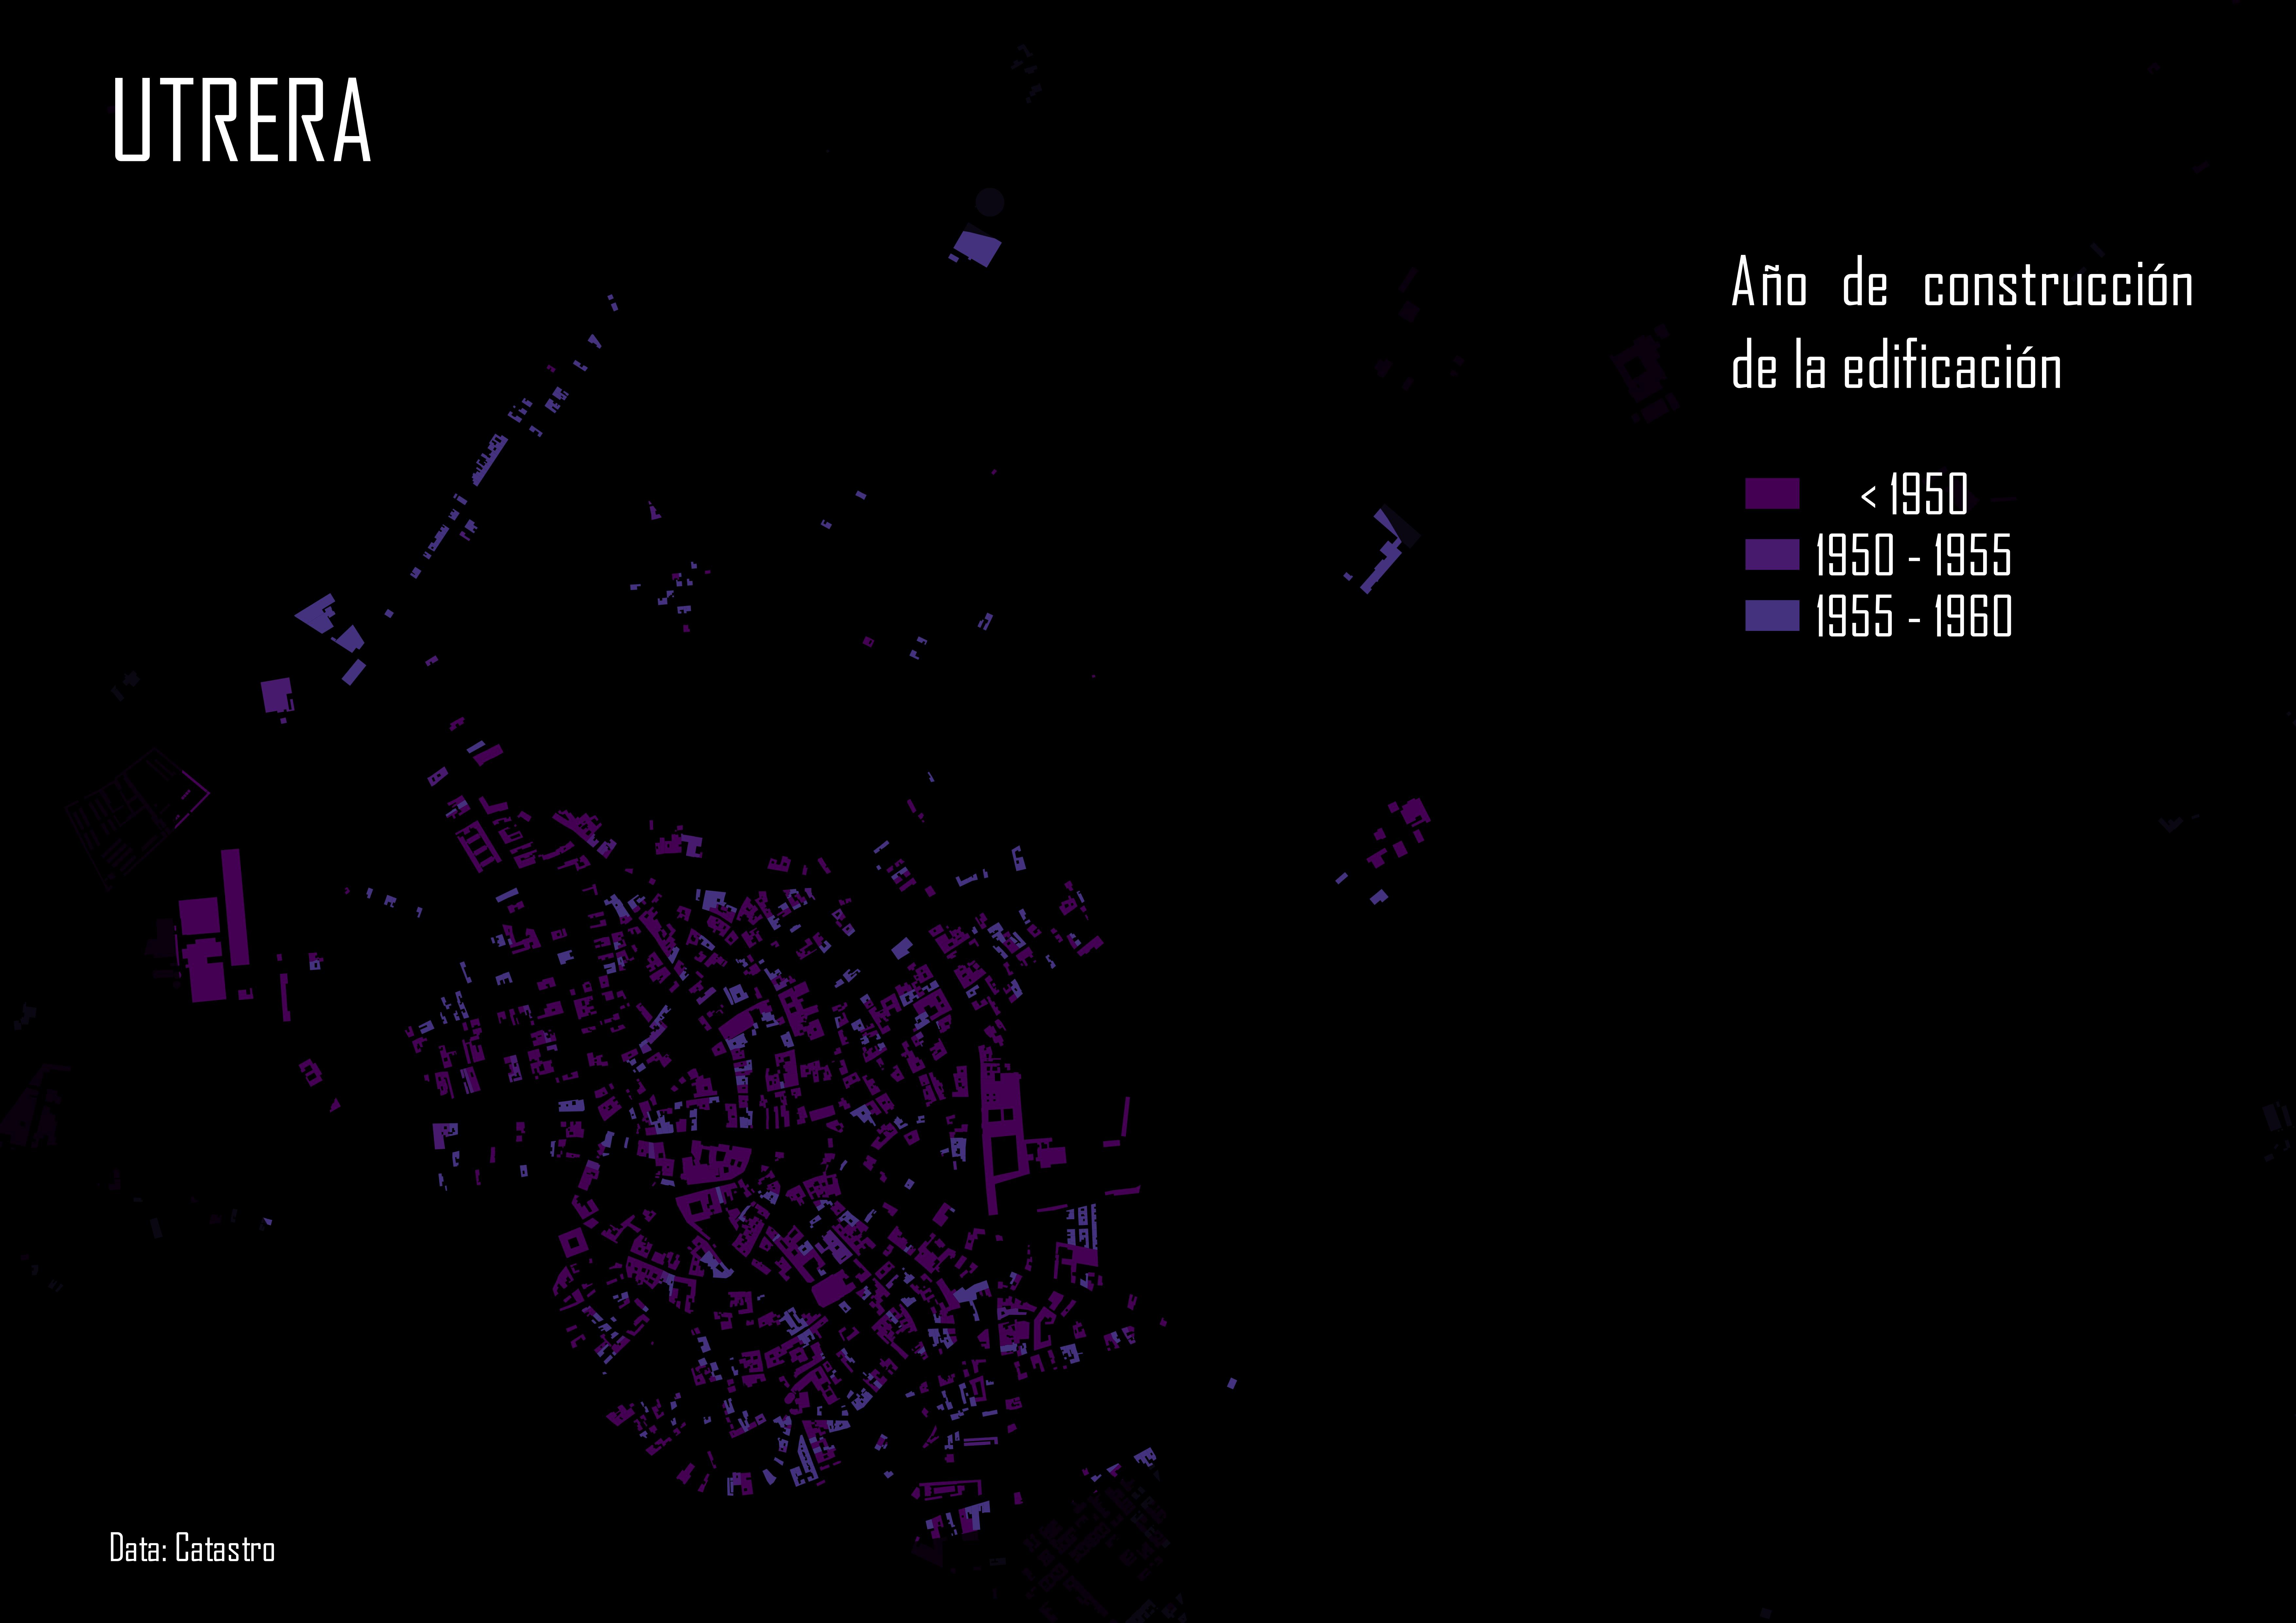 UTRERA
Año de construcción
de la edificación
< 1950
1950 - 1955
1955 - 1960
Data: Catastro